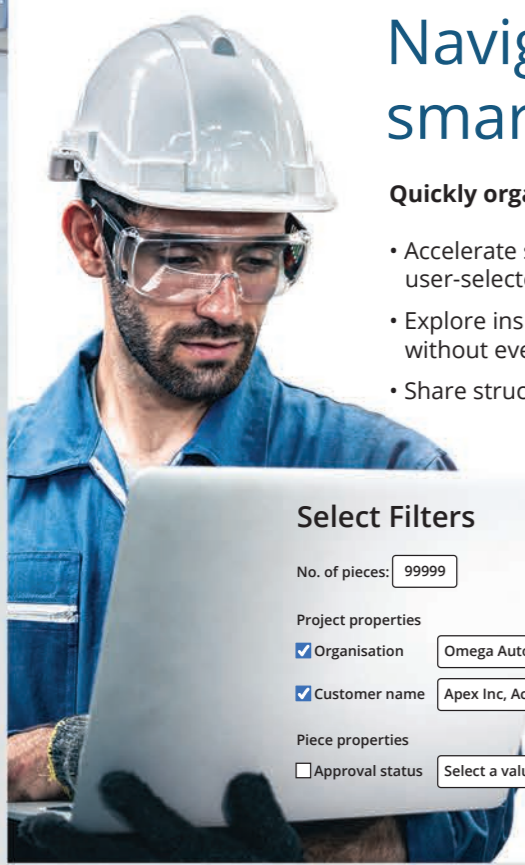 Navig
smar
Quickly orga
• Accelerate s
user-selecte
• Explore ins
without eve
• Share struc
Select Filters
No. of pieces: 99999
Project properties
Organisation Omega Auto
Customer name Apex Inc, Ac
Piece properties
Approval status Select a valu